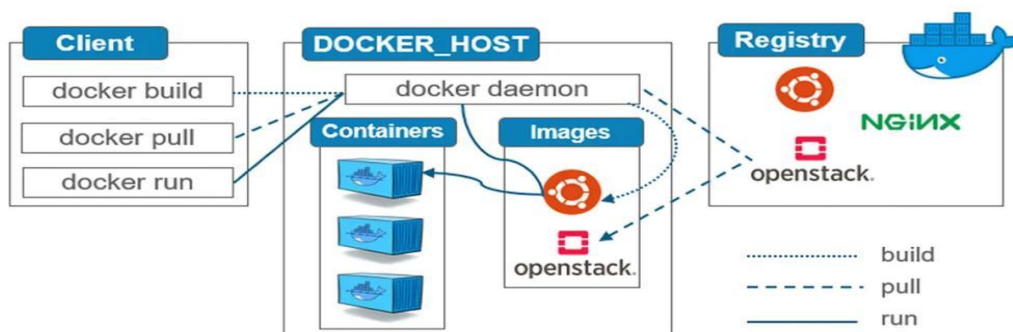 Client
docker build
docker pull
docker run
DOCKER_HOST
docker daemon
Containers
Images
openstack.
Registry
NGINX
openstack.
build
pull
run